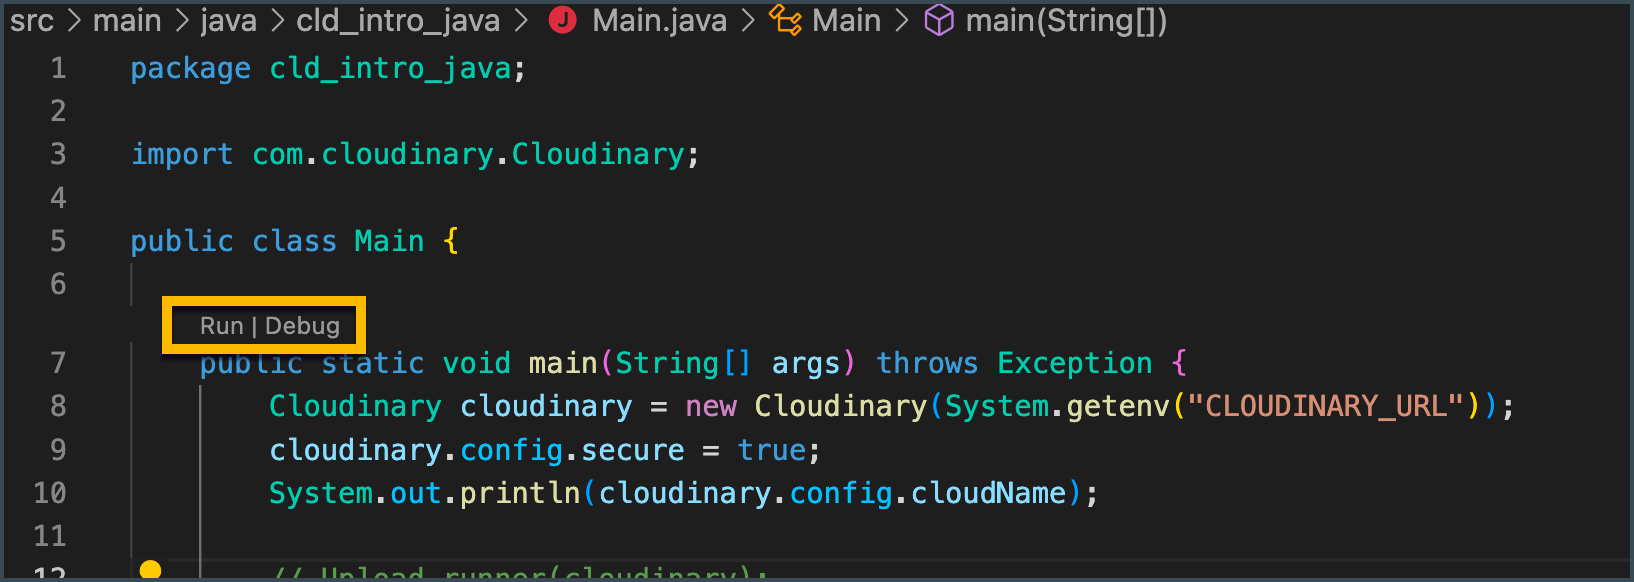 src > main > java > cld_intro_java > J Main.java > Main > main(String[])
1 package cld_intro_java;
2
3 import com.cloudinary.Cloudinary;
4
5 public class Main {
6
Run | Debug
7 public static void main(String[] args) throws Exception {
8 Cloudinary cloudinary = new Cloudinary(System.getenv("CLOUDINARY_URL"));
9 cloudinary.config.secure = true;
10 System.out.println(cloudinary.config.cloudName);
11
12 // Upload.runner(cloudinary);